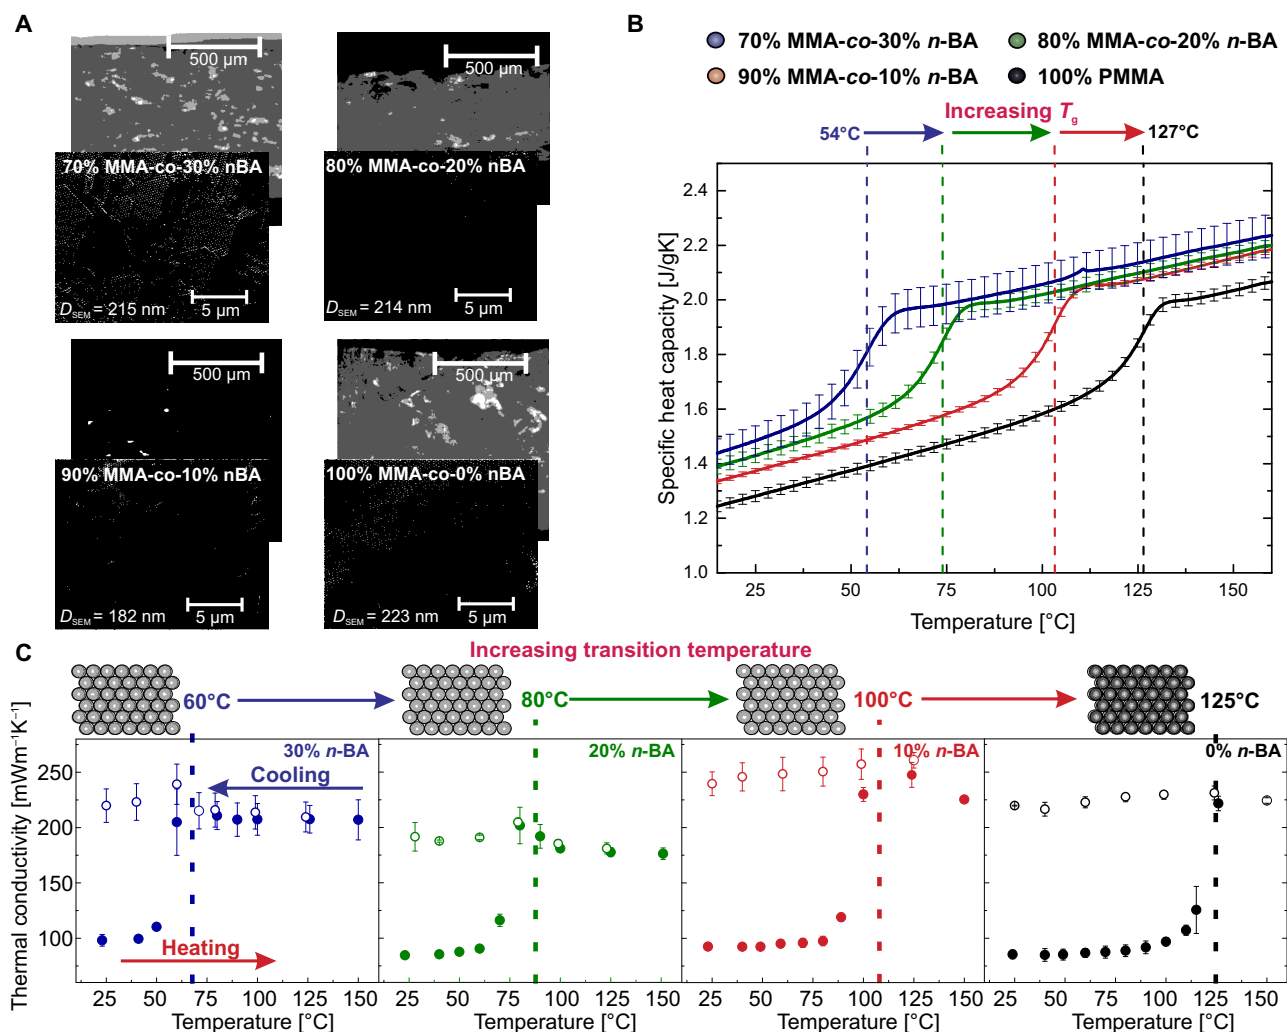 A
500 µm
70% MMA-co-30% nBA
D_SEM = 215 nm
5 µm
500 µm
80% MMA-co-20% nBA
D_SEM = 214 nm
5 µm
500 µm
90% MMA-co-10% nBA
D_SEM = 182 nm
5 µm
500 µm
100% MMA-co-0% nBA
D_SEM = 223 nm
5 µm
B
70% MMA-co-30% n-BA
80% MMA-co-20% n-BA
90% MMA-co-10% n-BA
100% PMMA
Increasing Tg
54°C
127°C
Specific heat capacity [J/gK]
2.4
2.2
2.0
1.8
1.6
1.4
1.2
1.0
25 50 75 100 125 150
Temperature [°C]
C
Increasing transition temperature
60°C
80°C
100°C
125°C
Thermal conductivity [mWm⁻¹K⁻¹]
250
200
150
100
30% n-BA
Cooling
Heating
20% n-BA
10% n-BA
0% n-BA
25 50 75 100 125 150
25 50 75 100 125 150
25 50 75 100 125 150
25 50 75 100 125 150
Temperature [°C]
Temperature [°C]
Temperature [°C]
Temperature [°C]